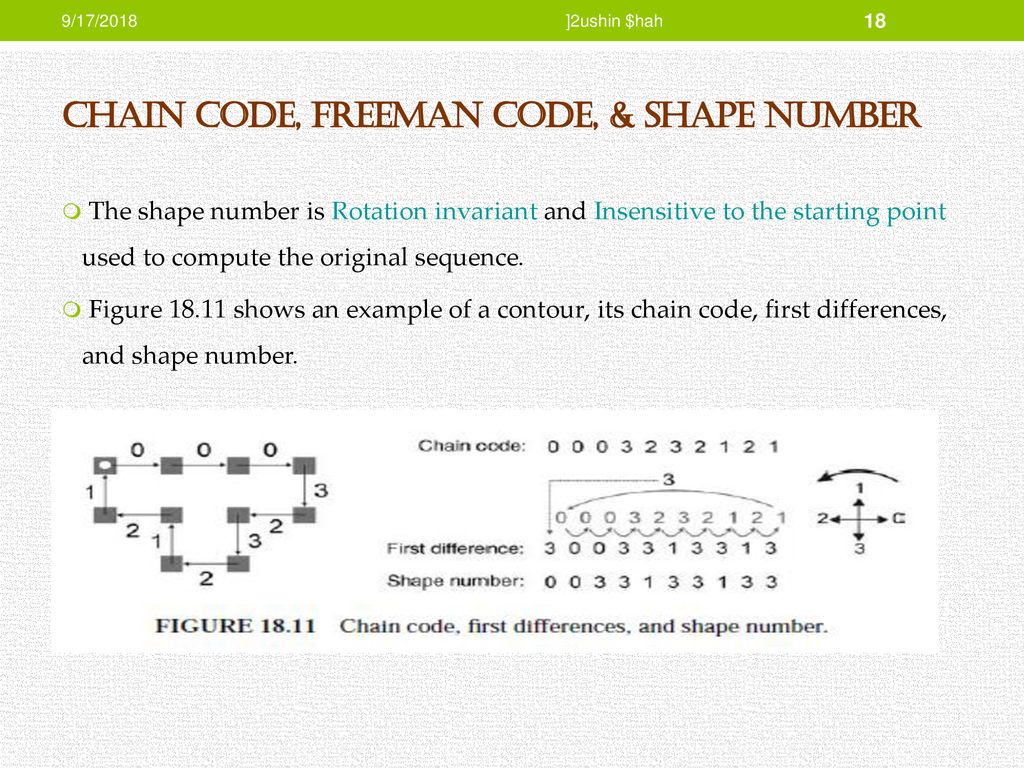 9/17/2018 ]2ushin $hah 18
CHAIN CODE, FREEMAN CODE, & SHAPE NUMBER
The shape number is Rotation invariant and Insensitive to the starting point
used to compute the original sequence.
Figure 18.11 shows an example of a contour, its chain code, first differences,
and shape number.
0 0 0
1 3
2 1 3 2
2
Chain code: 0 0 0 3 2 3 2 1 2 1
3
0 0 0 3 2 3 2 1 2 1
First difference: 3 0 0 3 3 1 3 3 1 3
Shape number: 0 0 3 3 1 3 3 1 3 3
1
2
3
FIGURE 18.11 Chain code, first differences, and shape number.